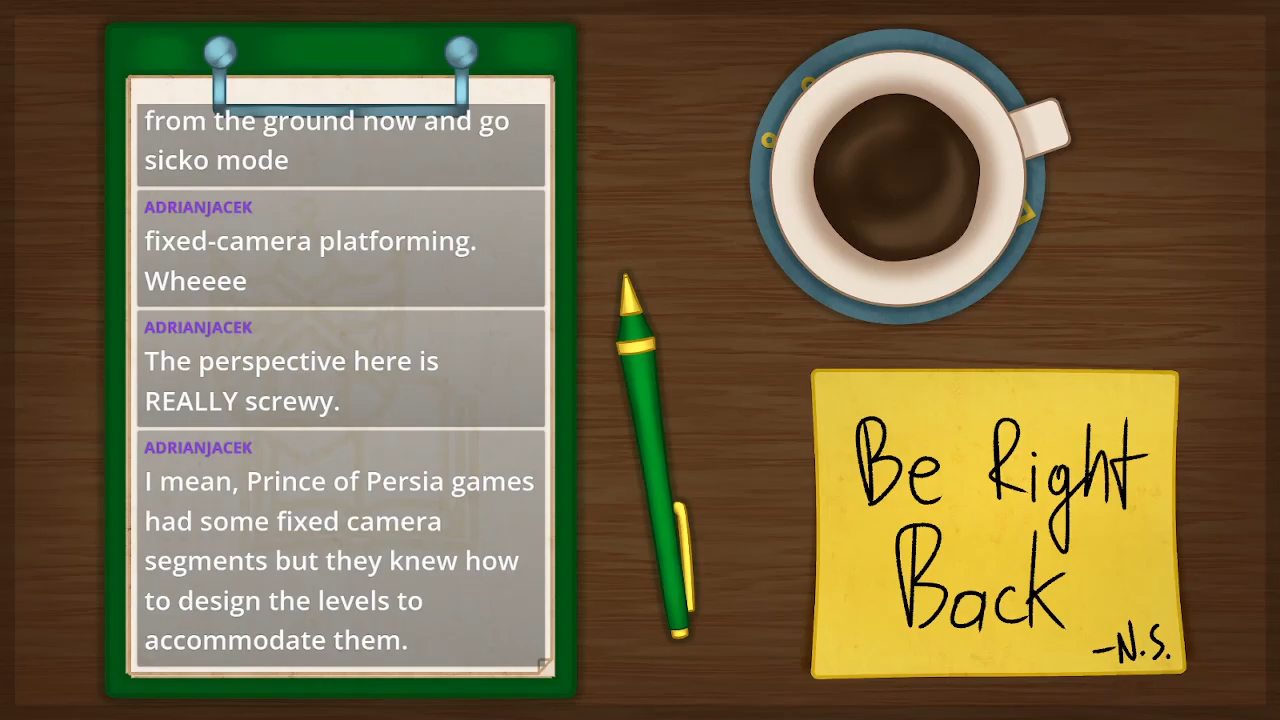 from the ground now and go
sicko mode
ADRIANJACEK
fixed-camera platforming.
Wheeee
ADRIANJACEK
The perspective here is
REALLY screwy.
ADRIANJACEK
I mean, Prince of Persia games
had some fixed camera
segments but they knew how
to design the levels to
accommodate them.
Be Right
Back
-N.S.